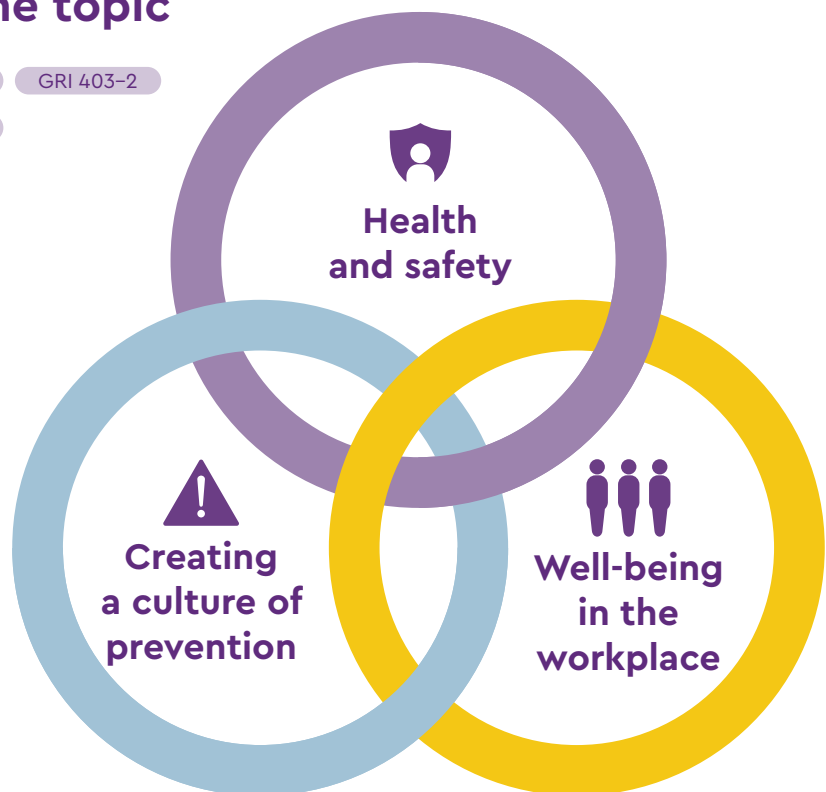 he topic
GRI 403-2
Health
and safety
Creating
a culture of
prevention
Well-being
in the
workplace